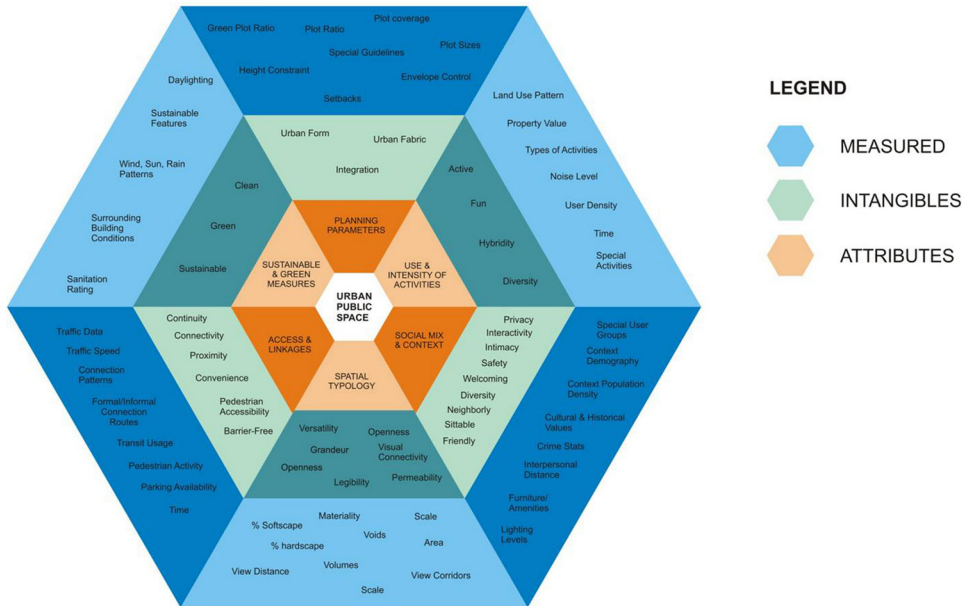 Plot coverage
Green Plot Ratio
Plot Ratio
Plot Sizes
Special Guidelines
Height Constraint
Envelope Control
Setbacks
Daylighting
Sustainable
Features
Wind, Sun, Rain
Patterns
Surrounding
Building
Conditions
Sanitation
Rating
Land Use Pattern
Property Value
Types of Activities
Noise Level
User Density
Time
Special
Activities
Urban Form
Urban Fabric
Integration
Clean
Green
Sustainable
Active
Fun
Hybridity
Diversity
PLANNING
PARAMETERS
SUSTAINABLE
& GREEN
MEASURES
USE &
INTENSITY OF
ACTIVITIES
URBAN
PUBLIC
SPACE
ACCESS &
LINKAGES
SOCIAL MIX
& CONTEXT
SPATIAL
TYPOLOGY
Continuity
Connectivity
Proximity
Convenience
Pedestrian
Accessibility
Barrier-Free
Privacy
Interactivity
Intimacy
Safety
Welcoming
Diversity
Neighborly
Sittable
Friendly
Versatility
Openness
Grandeur
Visual
Connectivity
Openness
Legibility
Permeability
Traffic Data
Traffic Speed
Connection
Patterns
Formal/Informal
Connection
Routes
Transit Usage
Pedestrian Activity
Parking Availability
Time
Special User
Groups
Context
Demography
Context Population
Density
Cultural & Historical
Values
Crime Stats
Interpersonal
Distance
Furniture/
Amenities
Lighting
Levels
% Softscape
Materiality
Scale
Voids
% hardscape
Area
View Distance
Volumes
View Corridors
Scale
LEGEND
MEASURED
INTANGIBLES
ATTRIBUTES